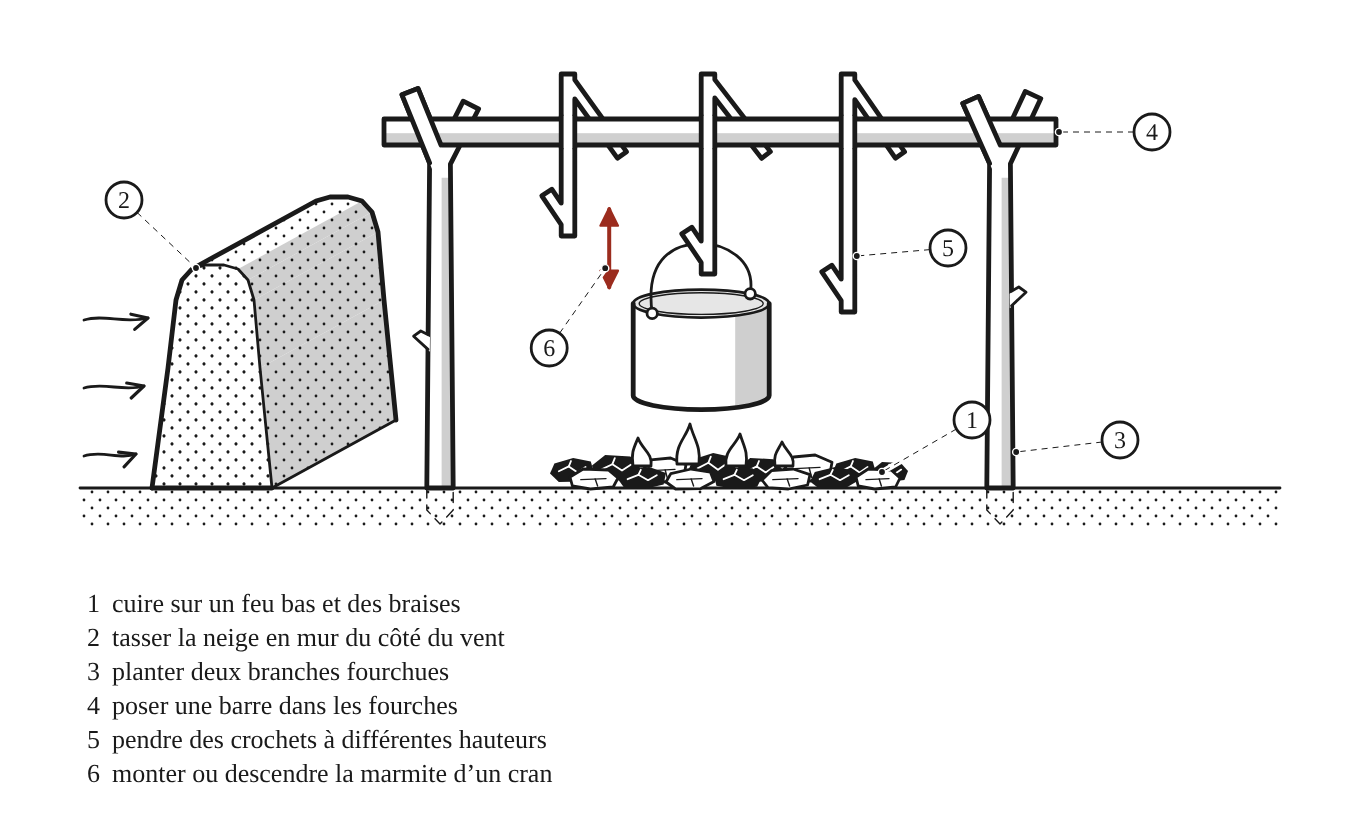 4
2
5
6
1
3
1 cuire sur un feu bas et des braises
2 tasser la neige en mur du côté du vent
3 planter deux branches fourchues
4 poser une barre dans les fourches
5 pendre des crochets à différentes hauteurs
6 monter ou descendre la marmite d’un cran